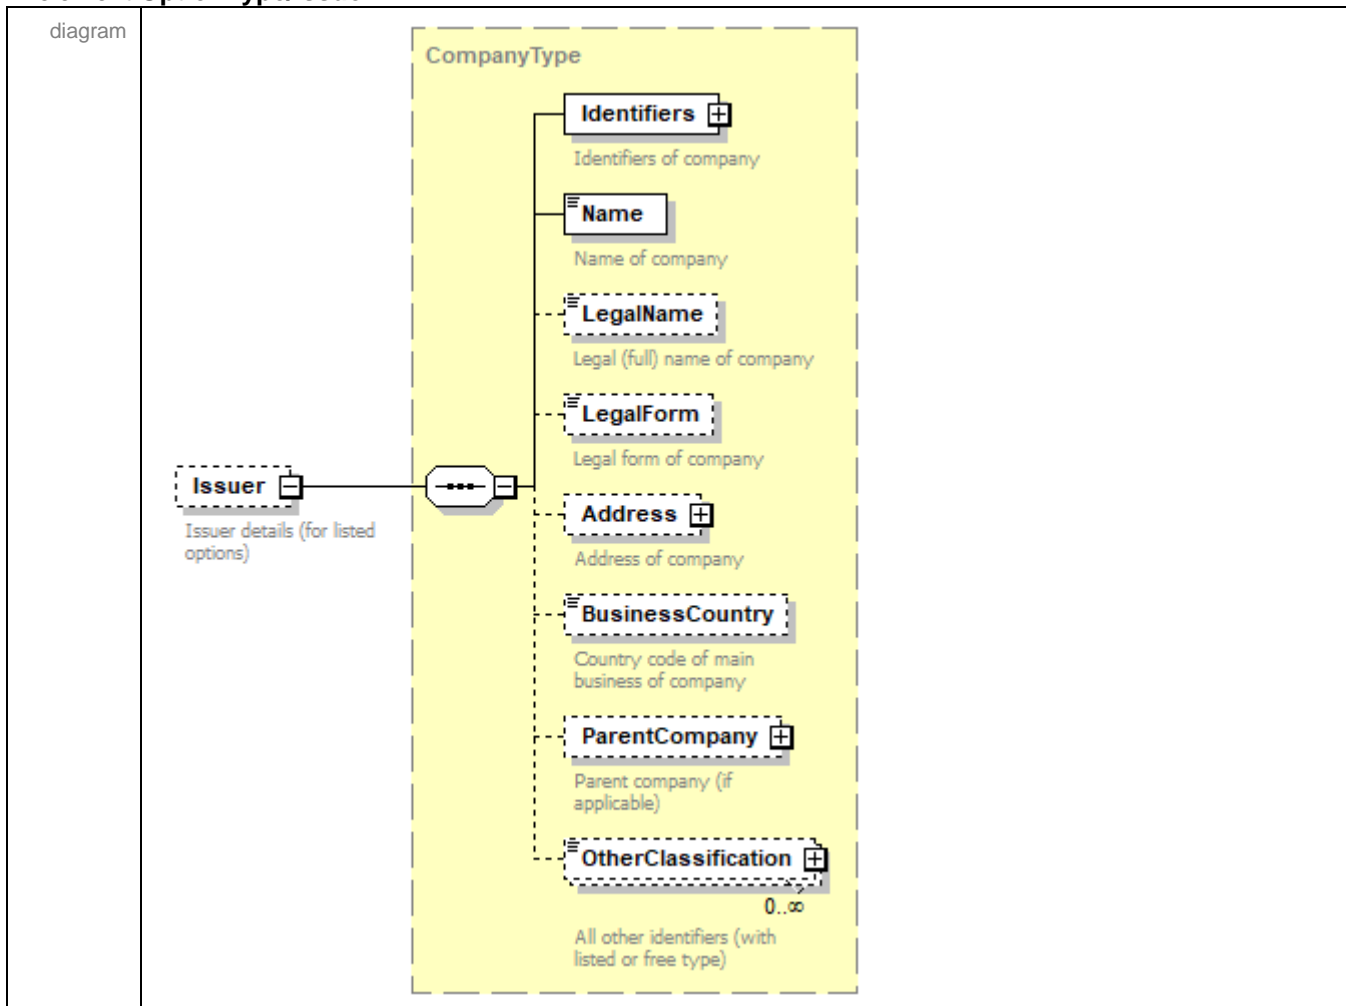 diagram
CompanyType
Identifiers
Identifiers of company
Name
Name of company
LegalName
Legal (full) name of company
LegalForm
Legal form of company
Issuer
Issuer details (for listed
options)
Address
Address of company
BusinessCountry
Country code of main
business of company
ParentCompany
Parent company (if
applicable)
OtherClassification
0..∞
All other identifiers (with
listed or free type)